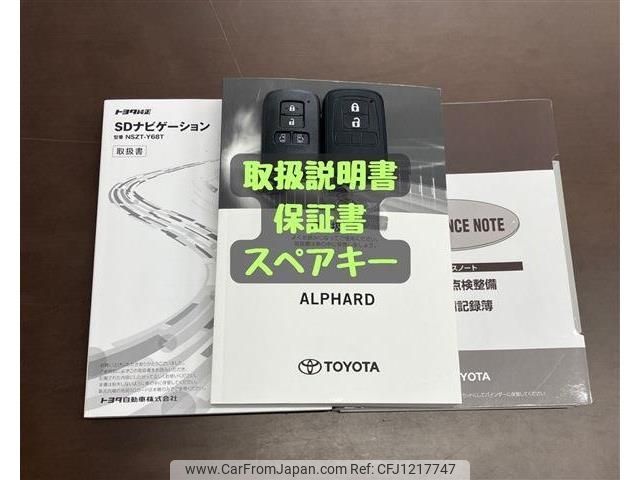 トヨタ純正
SDナビゲーション
型番 NSZT-Y68T
取扱書
トヨタ自動車株式会社
取扱説明書
保証書
スペアキー
ALPHARD
TOYOTA
NCE NOTE
スノート
点検整備
記録簿
TOYOTA
www.CarFromJapan.com Ref: CFJ1217747